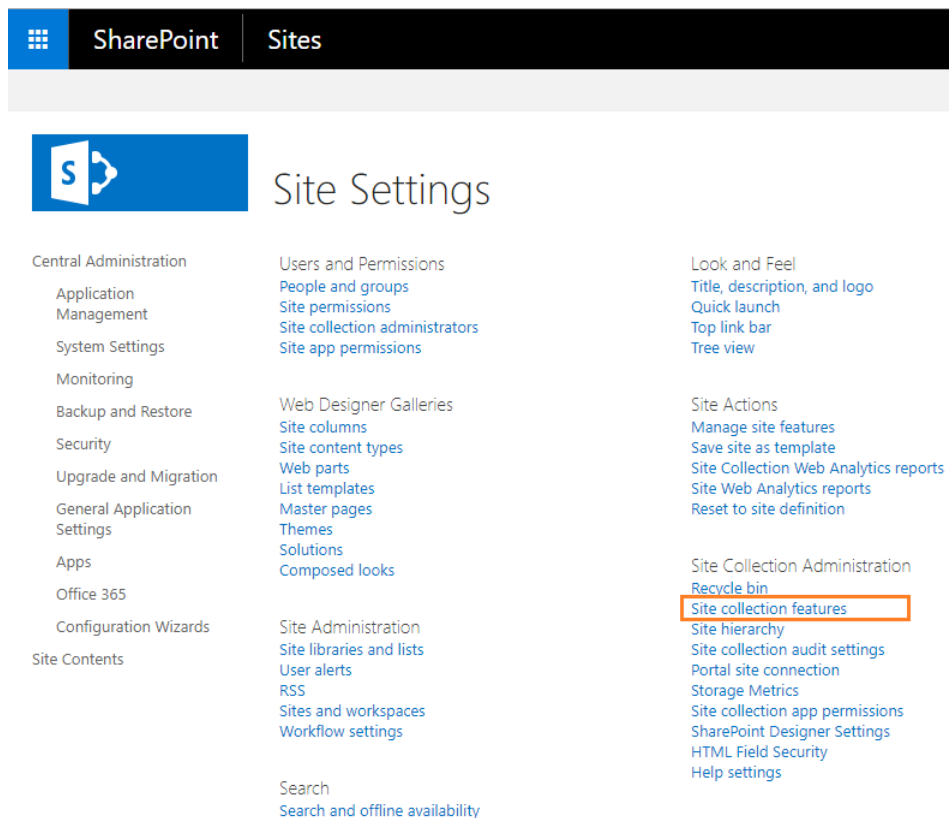 SharePoint
Sites
S
Site Settings
Central Administration
Application
Management
System Settings
Monitoring
Backup and Restore
Security
Upgrade and Migration
General Application
Settings
Apps
Office 365
Configuration Wizards
Site Contents
Users and Permissions
People and groups
Site permissions
Site collection administrators
Site app permissions
Web Designer Galleries
Site columns
Site content types
Web parts
List templates
Master pages
Themes
Solutions
Composed looks
Site Administration
Site libraries and lists
User alerts
RSS
Sites and workspaces
Workflow settings
Search
Search and offline availability
Look and Feel
Title, description, and logo
Quick launch
Top link bar
Tree view
Site Actions
Manage site features
Save site as template
Site Collection Web Analytics reports
Site Web Analytics reports
Reset to site definition
Site Collection Administration
Recycle bin
Site collection features
Site hierarchy
Site collection audit settings
Portal site connection
Storage Metrics
Site collection app permissions
SharePoint Designer Settings
HTML Field Security
Help settings